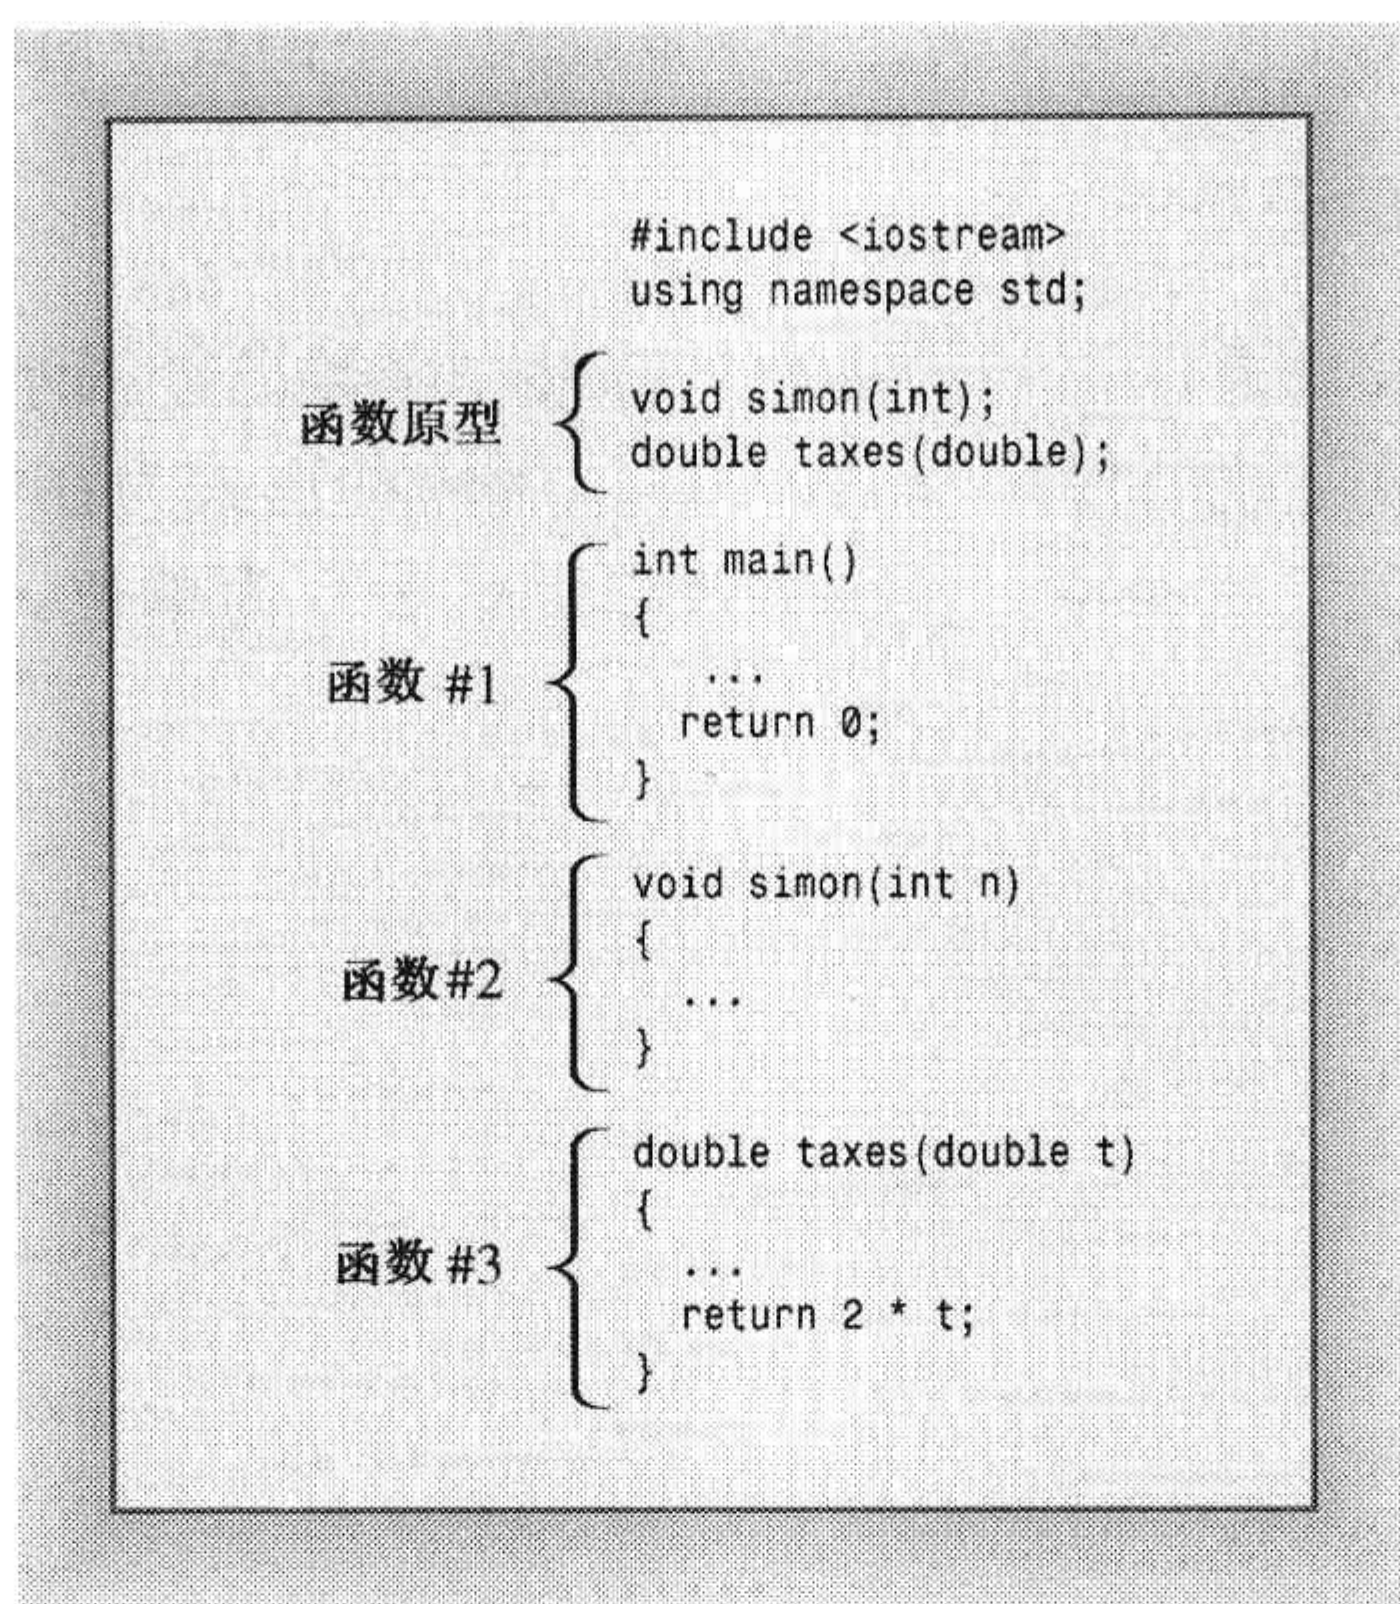 #include <iostream>
using namespace std;
函数原型
void simon(int);
double taxes(double);
函数 #1
int main()
{
...
return 0;
}
函数#2
void simon(int n)
{
...
}
函数 #3
double taxes(double t)
{
...
return 2 * t;
}